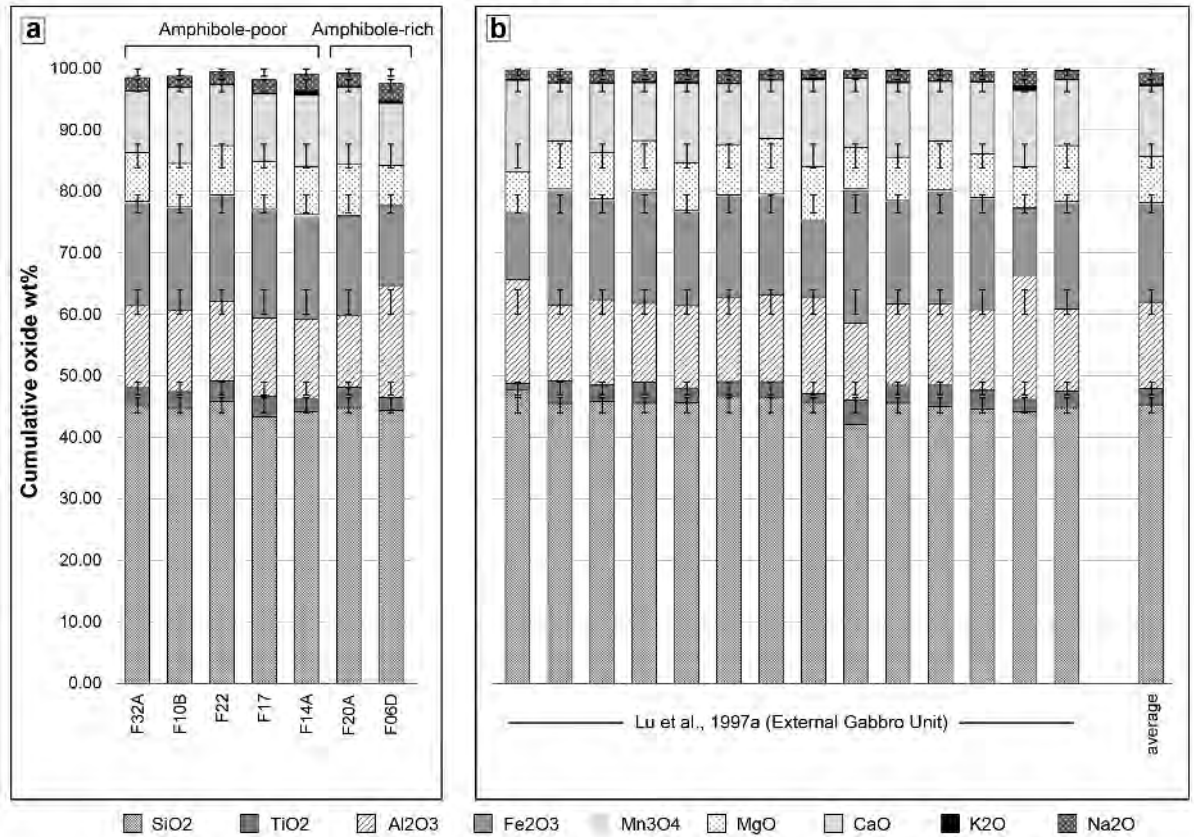 a
Amphibole-poor Amphibole-rich
b
Cumulative oxide wt%
100.00
90.00
80.00
70.00
60.00
50.00
40.00
30.00
20.00
10.00
0.00
F32A
F10B
F22
F17
F14A
F20A
F06D
Lu et al., 1997a (External Gabbro Unit)
average
SiO2 TiO2 Al2O3 Fe2O3 Mn3O4 MgO CaO K2O Na2O